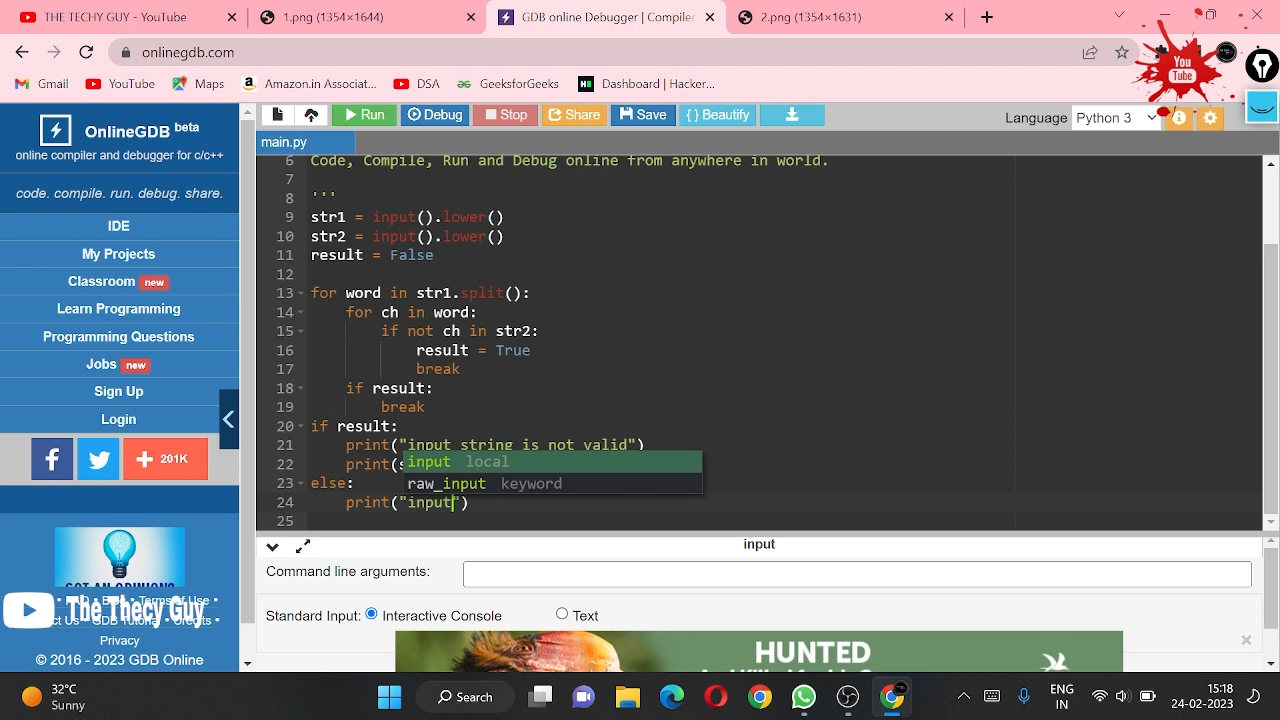 THE TECHY GUY - YouTube
1.png (1354×1644)
GDB online Debugger | Compiler
2.png (1354×1631)
onlinegdb.com
Gmail
YouTube
Maps
Amazon.in Associat...
DSA
GeeksforGeeks
Dashboard | Hacker...
You
Tube
OnlineGDB beta
online compiler and debugger for c/c++
code. compile. run. debug. share.
IDE
My Projects
Classroom new
Learn Programming
Programming Questions
Jobs new
Sign Up
Login
201K
The Thecy Guy
Privacy
© 2016 - 2023 GDB Online
Run
Debug
Stop
Share
Save
{ } Beautify
Language Python 3
main.py
6 Code, Compile, Run and Debug online from anywhere in world.
7
8 '''
9 str1 = input().lower()
10 str2 = input().lower()
11 result = False
12
13 for word in str1.split():
14 for ch in word:
15 if not ch in str2:
16 result = True
17 break
18 if result:
19 break
20 if result:
21 print("input string is not valid")
22 print(s
input local
23 else:
raw_input keyword
24 print("input")
25
input
Command line arguments:
Standard Input: Interactive Console Text
HUNTED
32°C
Sunny
Search
ENG
IN
15:18
24-02-2023